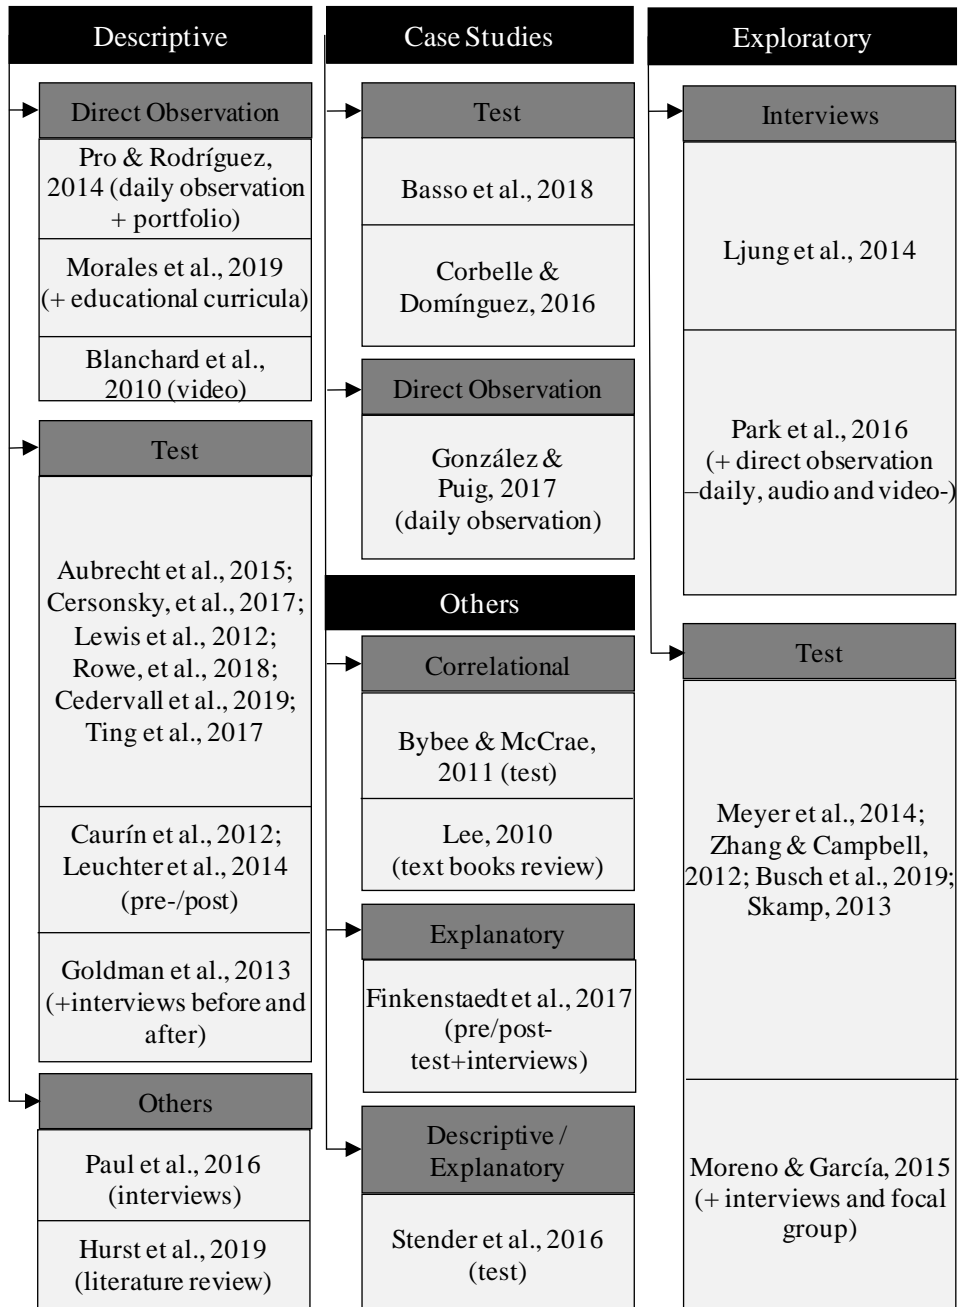 Descriptive
Direct Observation
Pro & Rodríguez,
2014 (daily observation
+ portfolio)
Morales et al., 2019
(+ educational curricula)
Blanchard et al.,
2010 (video)
Test
Aubrecht et al., 2015;
Cersonsky, et al., 2017;
Lewis et al., 2012;
Rowe, et al., 2018;
Cedervall et al., 2019;
Ting et al., 2017
Caurín et al., 2012;
Leuchter et al., 2014
(pre-/post)
Goldman et al., 2013
(+interviews before and
after)
Others
Paul et al., 2016
(interviews)
Hurst et al., 2019
(literature review)
Case Studies
Test
Basso et al., 2018
Corbelle &
Domínguez, 2016
Direct Observation
González &
Puig, 2017
(daily observation)
Others
Correlational
Bybee & McCrae,
2011 (test)
Lee, 2010
(text books review)
Explanatory
Finkenstaedt et al., 2017
(pre/post-
test+interviews)
Descriptive /
Explanatory
Stender et al., 2016
(test)
Exploratory
Interviews
Ljung et al., 2014
Park et al., 2016
(+ direct observation
–daily, audio and video-)
Test
Meyer et al., 2014;
Zhang & Campbell,
2012; Busch et al., 2019;
Skamp, 2013
Moreno & García, 2015
(+ interviews and focal
group)